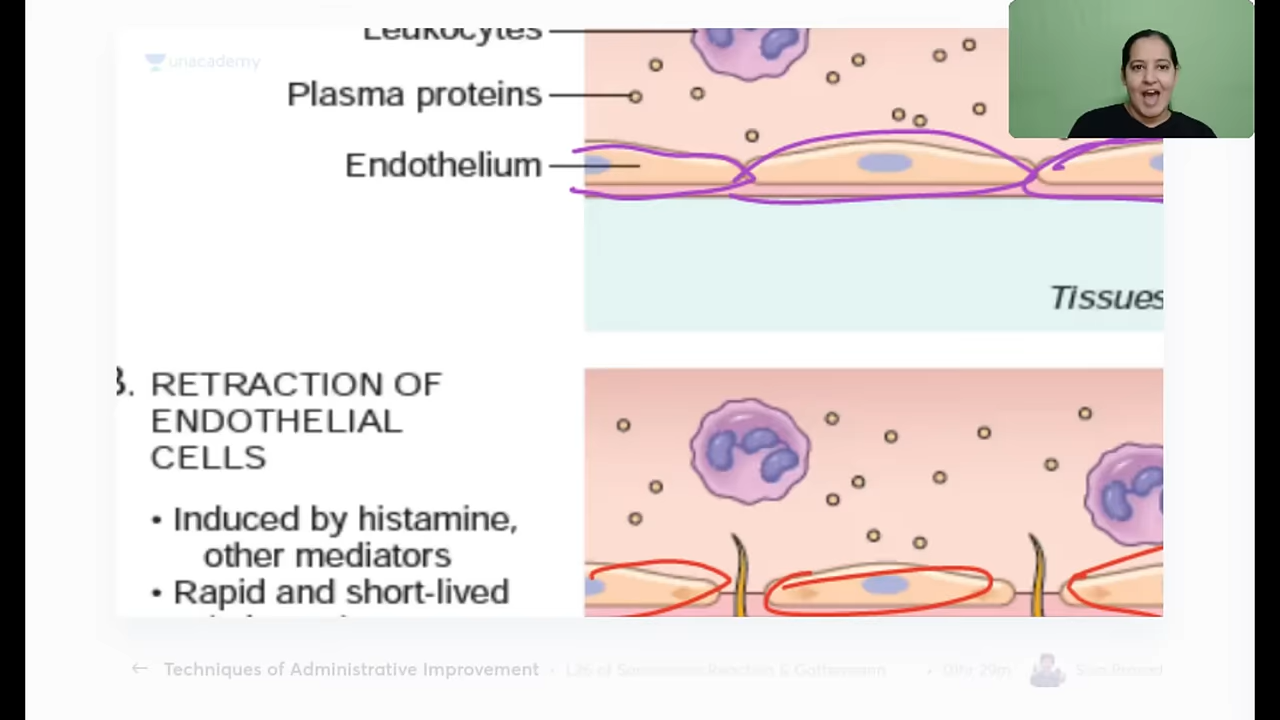 Leukocytes
unacademy
Plasma proteins
Endothelium
Tissues
3. RETRACTION OF
ENDOTHELIAL
CELLS
• Induced by histamine,
other mediators
• Rapid and short-lived
← Techniques of Administrative Improvement